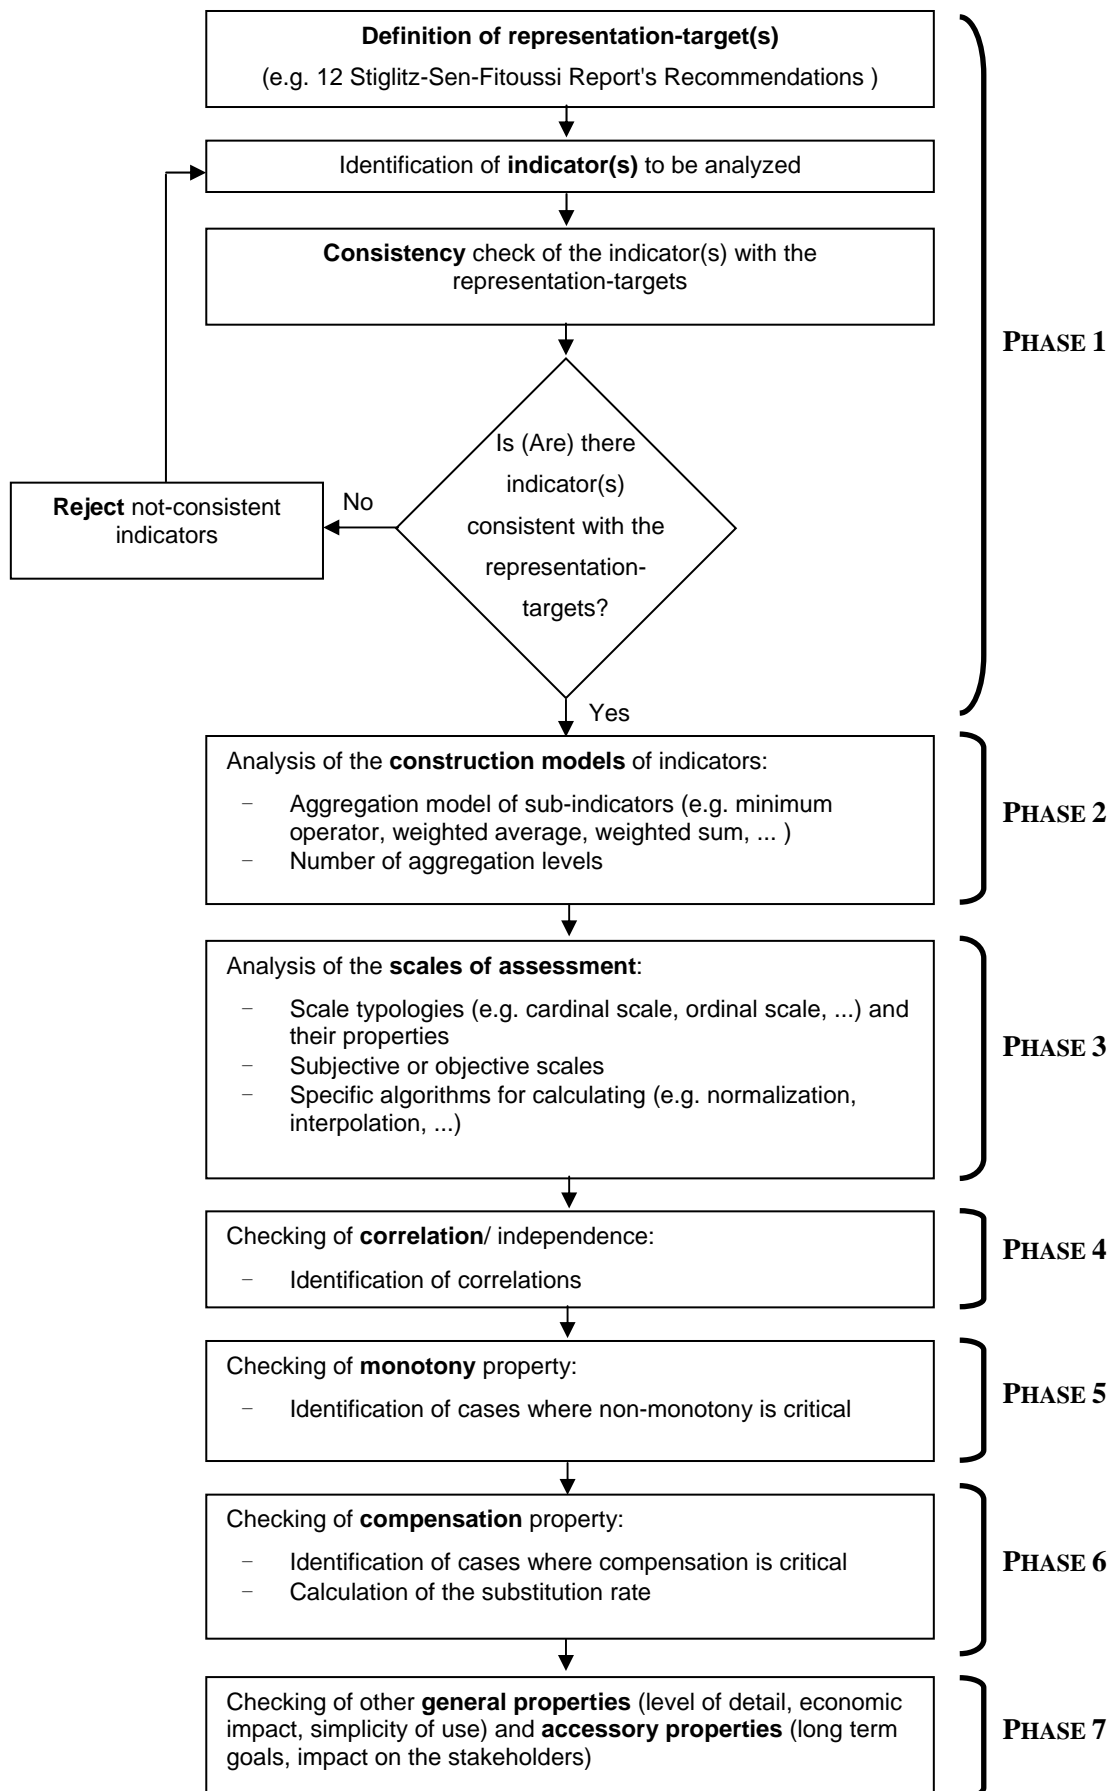 Definition of representation-target(s)
(e.g. 12 Stiglitz-Sen-Fitoussi Report's Recommendations )
Identification of indicator(s) to be analyzed
Consistency check of the indicator(s) with the
representation-targets
PHASE 1
Is (Are) there
indicator(s)
consistent with the
representation-
targets?
No
Reject not-consistent
indicators
Yes
Analysis of the construction models of indicators:
– Aggregation model of sub-indicators (e.g. minimum
operator, weighted average, weighted sum, ... )
– Number of aggregation levels
PHASE 2
Analysis of the scales of assessment:
– Scale typologies (e.g. cardinal scale, ordinal scale, ...) and
their properties
– Subjective or objective scales
– Specific algorithms for calculating (e.g. normalization,
interpolation, ...)
PHASE 3
Checking of correlation/ independence:
– Identification of correlations
PHASE 4
Checking of monotony property:
– Identification of cases where non-monotony is critical
PHASE 5
Checking of compensation property:
– Identification of cases where compensation is critical
– Calculation of the substitution rate
PHASE 6
Checking of other general properties (level of detail, economic
impact, simplicity of use) and accessory properties (long term
goals, impact on the stakeholders)
PHASE 7